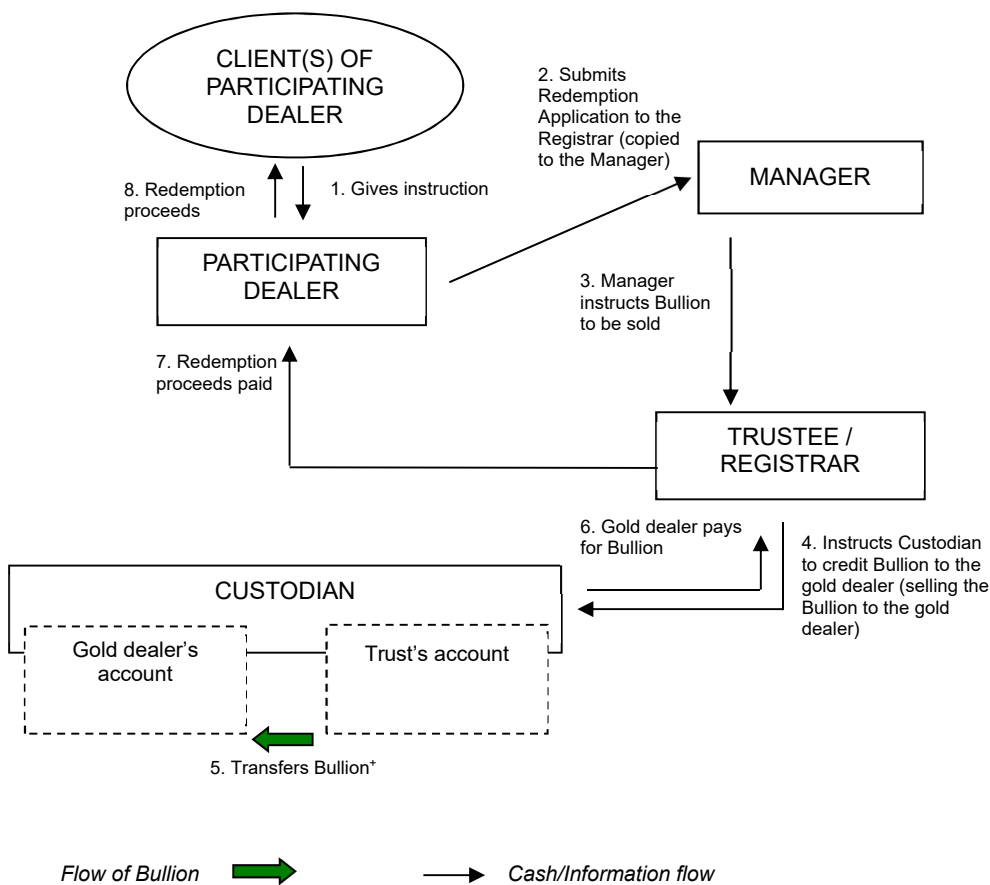 CLIENT(S) OF
PARTICIPATING
DEALER
2. Submits
Redemption
Application to the
Registrar (copied
to the Manager)
MANAGER
8. Redemption
proceeds
1. Gives instruction
PARTICIPATING
DEALER
3. Manager
instructs Bullion
to be sold
7. Redemption
proceeds paid
TRUSTEE /
REGISTRAR
6. Gold dealer pays
for Bullion
4. Instructs Custodian
to credit Bullion to the
gold dealer (selling the
Bullion to the gold
dealer)
CUSTODIAN
Gold dealer’s
account
Trust’s account
5. Transfers Bullion⁺
Flow of Bullion
Cash/Information flow